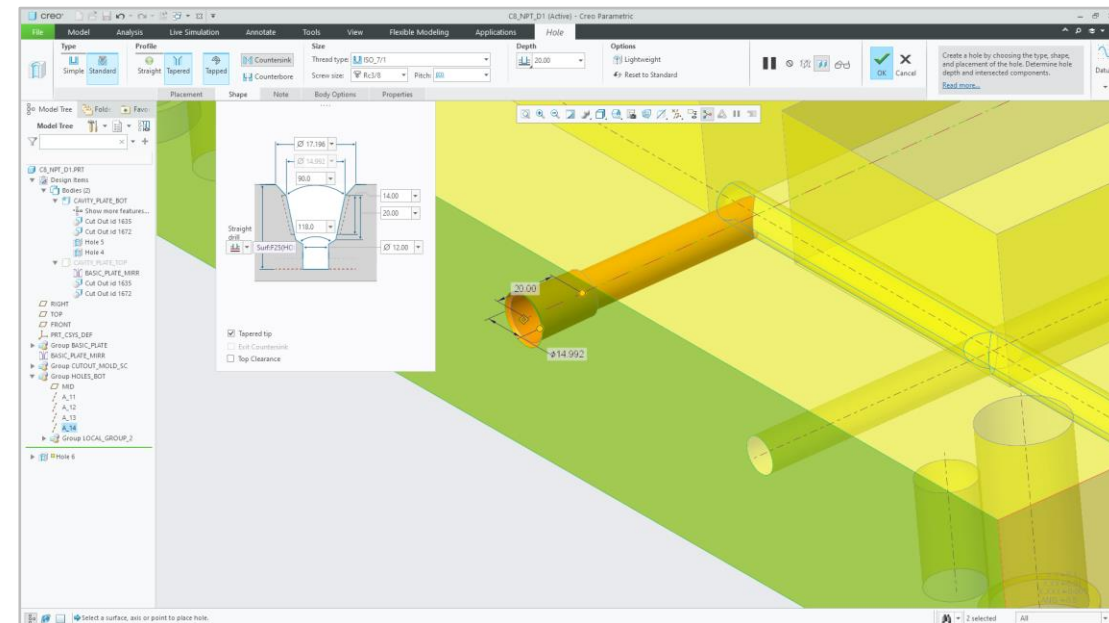 creo
C8_NPT_D1 (Active) - Creo Parametric
File Model Analysis Live Simulation Annotate Tools View Flexible Modeling Applications Hole
Type Profile Size Depth Options
Simple Standard Straight Tapered Tapped
Countersink
Counterbore
Thread type: ISO_7/1
Screw size: Rc3/8 Pitch:
20.00
Lightweight
Reset to Standard
OK Cancel
Create a hole by choosing the type, shape,
and placement of the hole. Determine hole
depth and intersected components.
Read more...
Datu
Placement Shape Note Body Options Properties
Model Tree Folde Favo
Model Tree
C8_NPT_D1.PRT
Design Items
Bodies (2)
CAVITY_PLATE_BOT
Show more features...
Cut Out id 1635
Cut Out id 1672
Hole 5
Hole 4
CAVITY_PLATE_TOP
BASIC_PLATE_MIRR
Cut Out id 1635
Cut Out id 1672
RIGHT
TOP
FRONT
PRT_CSYS_DEF
Group BASIC_PLATE
BASIC_PLATE_MIRR
Group CUTOUT_MOLD_SC
Group HOLES_BOT
MID
A_11
A_12
A_13
A_14
Group LOCAL_GROUP_2
Hole 6
Ø 17.198
Ø 14.992
90.0
14.00
20.00
118.0
Straight
drill
Surf:F25(HO
Ø 12.00
Tapered tip
Exit Countersink
Top Clearance
20.00
Ø14.992
Select a surface, axis or point to place hole.
2 selected All